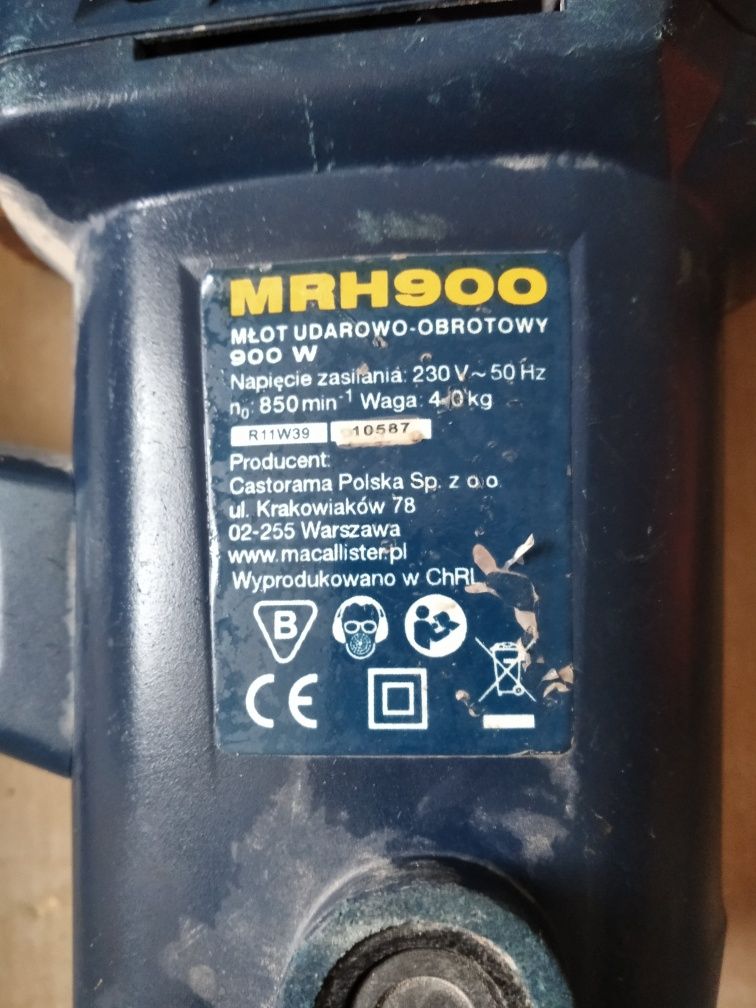 MRH900
MŁOT UDAROWO-OBROTOWY
900 W
Napięcie zasilania: 230 V ~ 50 Hz
n₀: 850 min⁻¹ Waga: 4,0 kg
R11W39 10587
Producent:
Castorama Polska Sp. z o.o.
ul. Krakowiaków 78
02-255 Warszawa
www.macallister.pl
Wyprodukowano w ChRL
B
CE